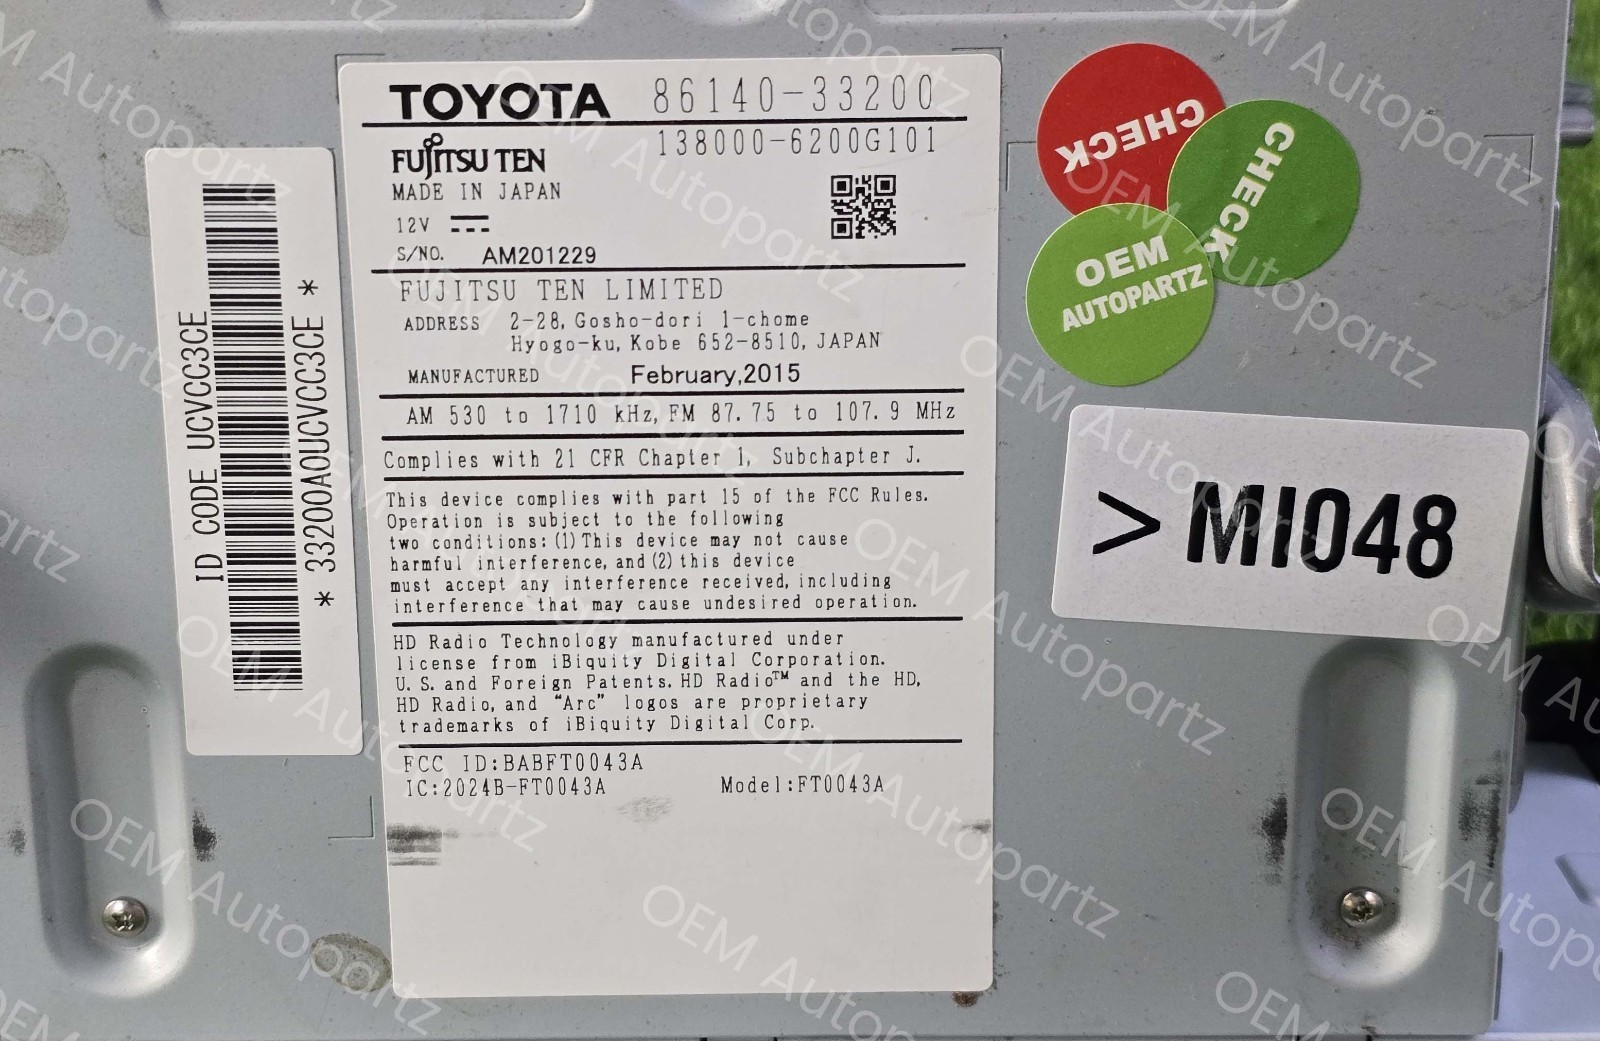 TOYOTA 86140-33200
138000-6200G101
FUJITSU TEN
MADE IN JAPAN
12V
S/NO. AM201229
FUJITSU TEN LIMITED
ADDRESS 2-28, Gosho-dori 1-chome
Hyogo-ku, Kobe 652-8510, JAPAN
MANUFACTURED February,2015
AM 530 to 1710 kHz, FM 87.75 to 107.9 MHz
Complies with 21 CFR Chapter 1, Subchapter J.
This device complies with part 15 of the FCC Rules.
Operation is subject to the following
two conditions: (1) This device may not cause
harmful interference, and (2) this device
must accept any interference received, including
interference that may cause undesired operation.
HD Radio Technology manufactured under
license from iBiquity Digital Corporation.
U.S. and Foreign Patents. HD Radio™ and the HD,
HD Radio, and “Arc” logos are proprietary
trademarks of iBiquity Digital Corp.
FCC ID:BABFT0043A
IC:2024B-FT0043A Model:FT0043A
ID CODE UCVCC3CE
* 33200A0UCVCC3CE *
CHECK
CHECK
OEM
AUTOPARTZ
>MI048
OEM Autopartz